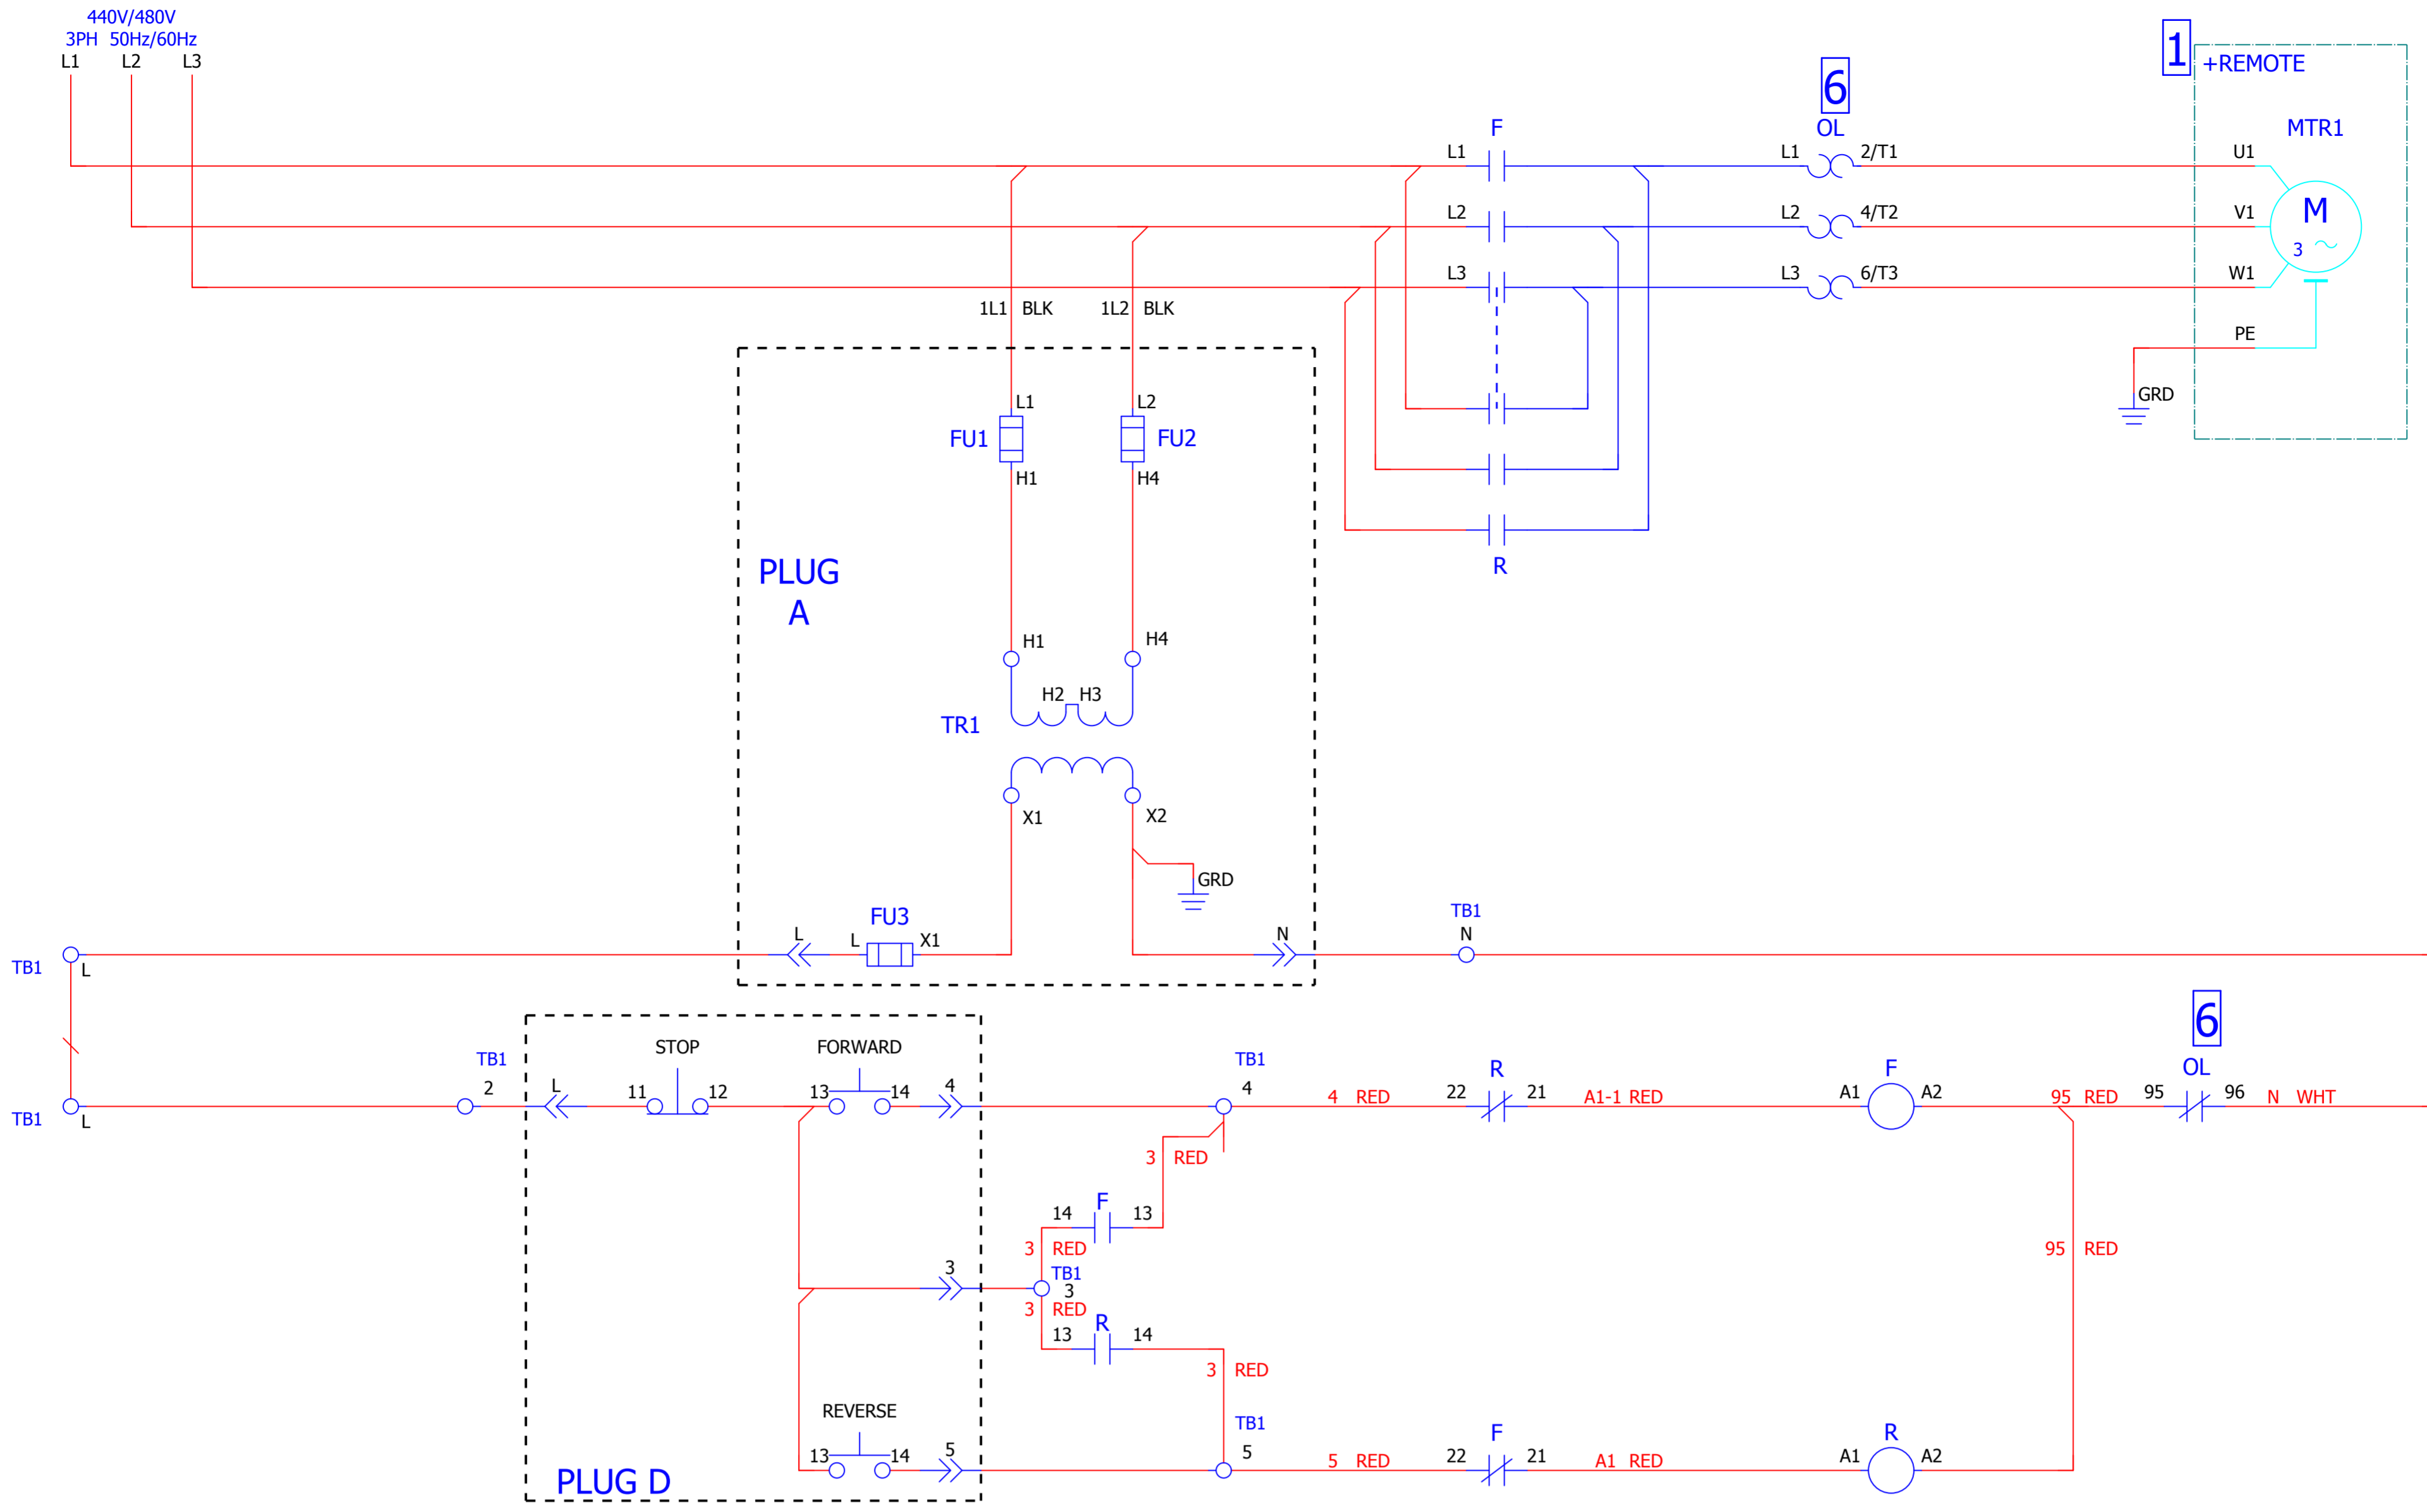 440V/480V
3PH 50Hz/60Hz
L1 L2 L3
1
+REMOTE
6
F OL MTR1
L1 L1 2/T1 U1
L2 L2 4/T2 V1 M
3
L3 L3 6/T3 W1
1L1 BLK 1L2 BLK
PE
GRD
L1 L2
FU1 FU2
H1 H4
R
PLUG
A
H1 H4
H2 H3
TR1
X1 X2
GRD
FU3
L L X1 N
TB1
N
TB1 L
6
STOP FORWARD
TB1 TB1 R F OL
2 L 11 12 13 14 4 4
4 RED 22 21 A1-1 RED A1 A2 95 RED 95 96 N WHT
TB1 L
3 RED
F
14 13
3 RED
95 RED
3 TB1
3
3 RED
R
13 14
3 RED
REVERSE
TB1 F R
13 14 5 5
5 RED 22 21 A1 RED A1 A2
PLUG D